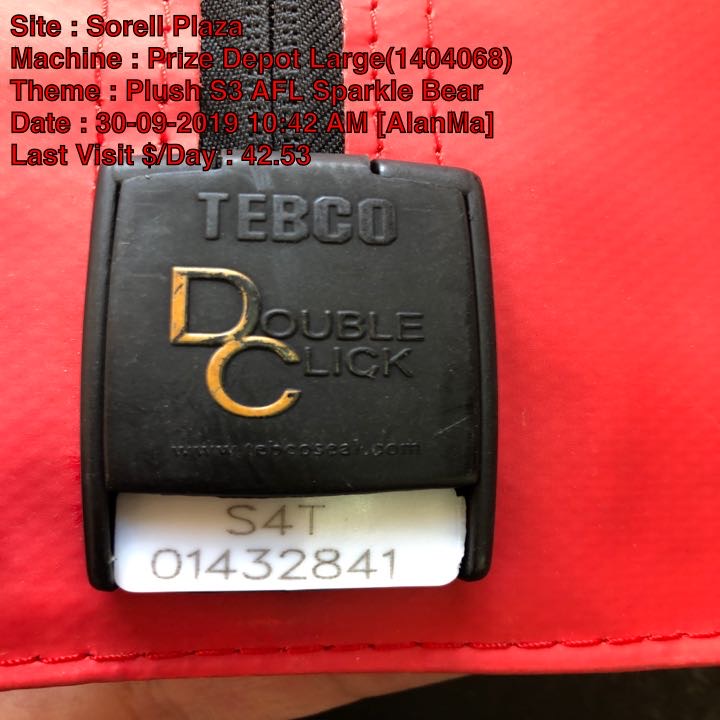 Site : Sorell Plaza
Machine : Prize Depot Large(1404068)
Theme : Plush S3 AFL Sparkle Bear
Date : 30-09-2019 10:42 AM [AlanMa]
Last Visit $/Day : 42.53
TEBCO
DOUBLE
CLICK
www.tebcoseal.com
S4T
01432841